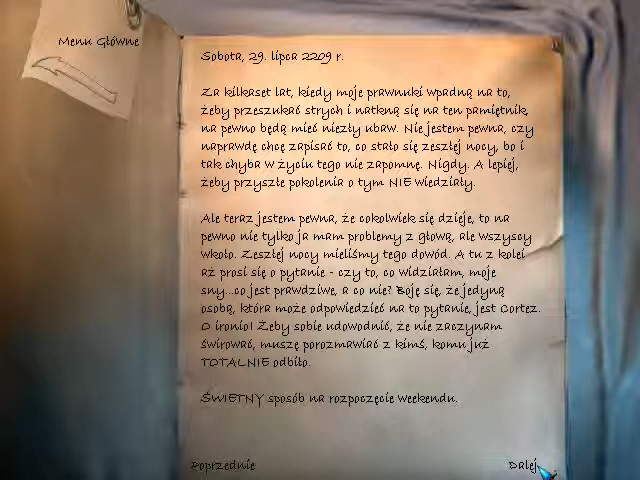 Menu Główne
Sobota, 29. lipca 2209 r.
Za kilkaset lat, kiedy moje prawnuki wpadną na to,
żeby przeszukać strych i natkną się na ten pamiętnik,
na pewno będą mieć niezły ubaw. Nie jestem pewna, czy
naprawdę chcę zapisać to, co stało się zeszłej nocy, bo i
tak chyba w życiu tego nie zapomnę. Nigdy. A lepiej,
żeby przyszłe pokolenia o tym NIE wiedziały.
Ale teraz jestem pewna, że cokolwiek się dzieje, to na
pewno nie tylko ja mam problemy z głową, ale wszyscy
wkoło. Zeszłej nocy mieliśmy tego dowód. A tu z kolei
aż prosi się o pytanie - czy to, co widziałam, moje
sny...co jest prawdziwe, a co nie? Boję się, że jedyną
osobą, która może odpowiedzieć na to pytanie, jest Cortez.
O ironio! Żeby sobie udowodnić, że nie zaczynam
świrować, muszę porozmawiać z kimś, komu już
TOTALNIE odbiło.
ŚWIETNY sposób na rozpoczęcie weekendu.
Poprzednie
Dalej